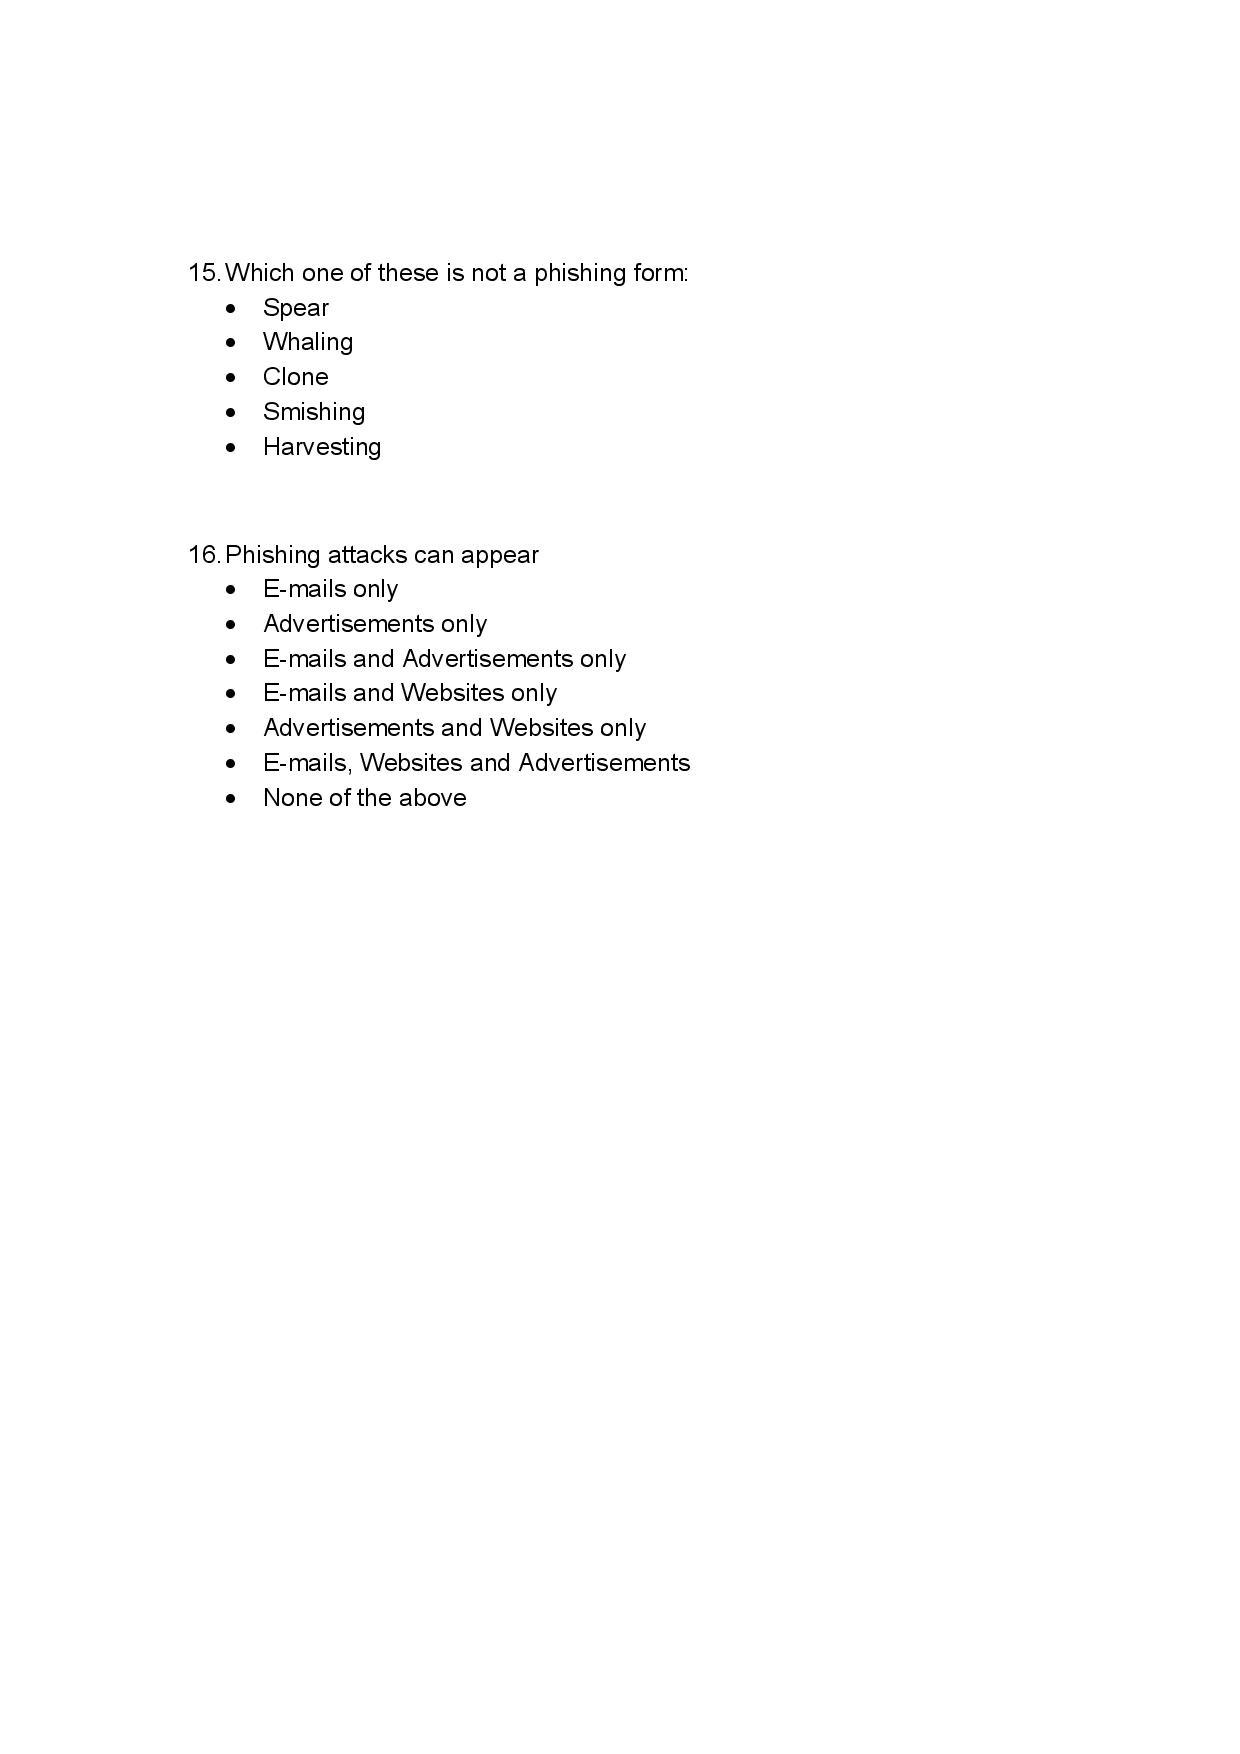 15. Which one of these is not a phishing form:
• Spear
• Whaling
• Clone
• Smishing
• Harvesting
16. Phishing attacks can appear
• E-mails only
• Advertisements only
• E-mails and Advertisements only
• E-mails and Websites only
• Advertisements and Websites only
• E-mails, Websites and Advertisements
• None of the above